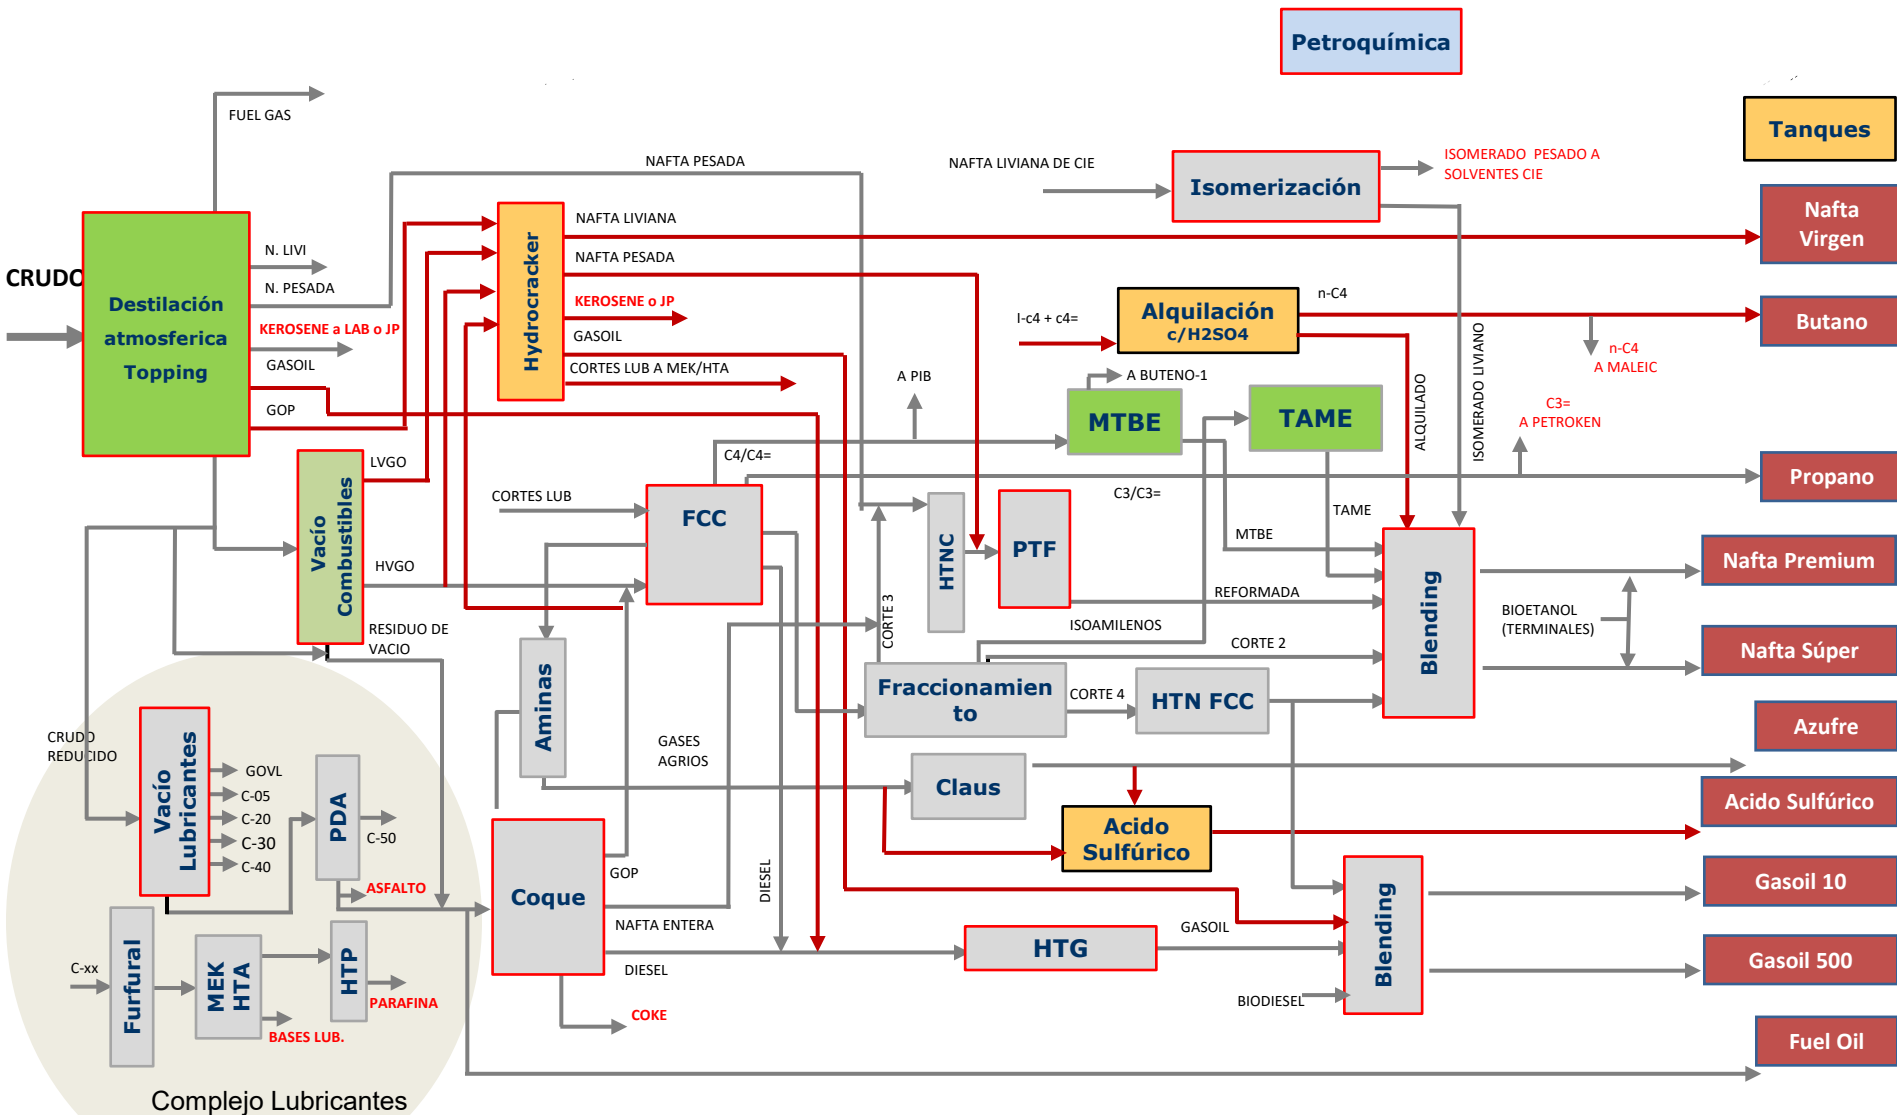 Petroquímica
Tanques
FUEL GAS
NAFTA PESADA
NAFTA LIVIANA DE CIE
Isomerización
ISOMERADO  PESADO A
SOLVENTES CIE
Nafta
Virgen
CRUDO
Destilación
atmosferica
Topping
N. LIVI
N. PESADA
KEROSENE a LAB o JP
GASOIL
GOP
Hydrocracker
NAFTA LIVIANA
NAFTA PESADA
KEROSENE o JP
GASOIL
CORTES LUB A MEK/HTA
I-c4 + c4=
Alquilación
c/H2SO4
n-C4
Butano
n-C4
A MALEIC
A PIB
A BUTENO-1
MTBE
TAME
ALQUILADO
ISOMERADO LIVIANO
C3=
A PETROKEN
Propano
Vacío
Combustibles
LVGO
HVGO
RESIDUO DE
VACIO
CORTES LUB
FCC
C4/C4=
C3/C3=
HTNC
PTF
MTBE
TAME
REFORMADA
Blending
Nafta Premium
BIOETANOL
(TERMINALES)
Nafta Súper
CORTE 3
ISOAMILENOS
CORTE 2
Fraccionamien
to
CORTE 4
HTN FCC
Aminas
GASES
AGRIOS
Claus
Azufre
Acido
Sulfúrico
Acido Sulfúrico
CRUDO
REDUCIDO
Vacío
Lubricantes
GOVL
C-05
C-20
C-30
C-40
PDA
C-50
ASFALTO
Coque
GOP
NAFTA ENTERA
DIESEL
DIESEL
COKE
HTG
GASOIL
BIODIESEL
Blending
Gasoil 10
Gasoil 500
Fuel Oil
C-xx
Furfural
MEK
HTA
HTP
PARAFINA
BASES LUB.
Complejo Lubricantes